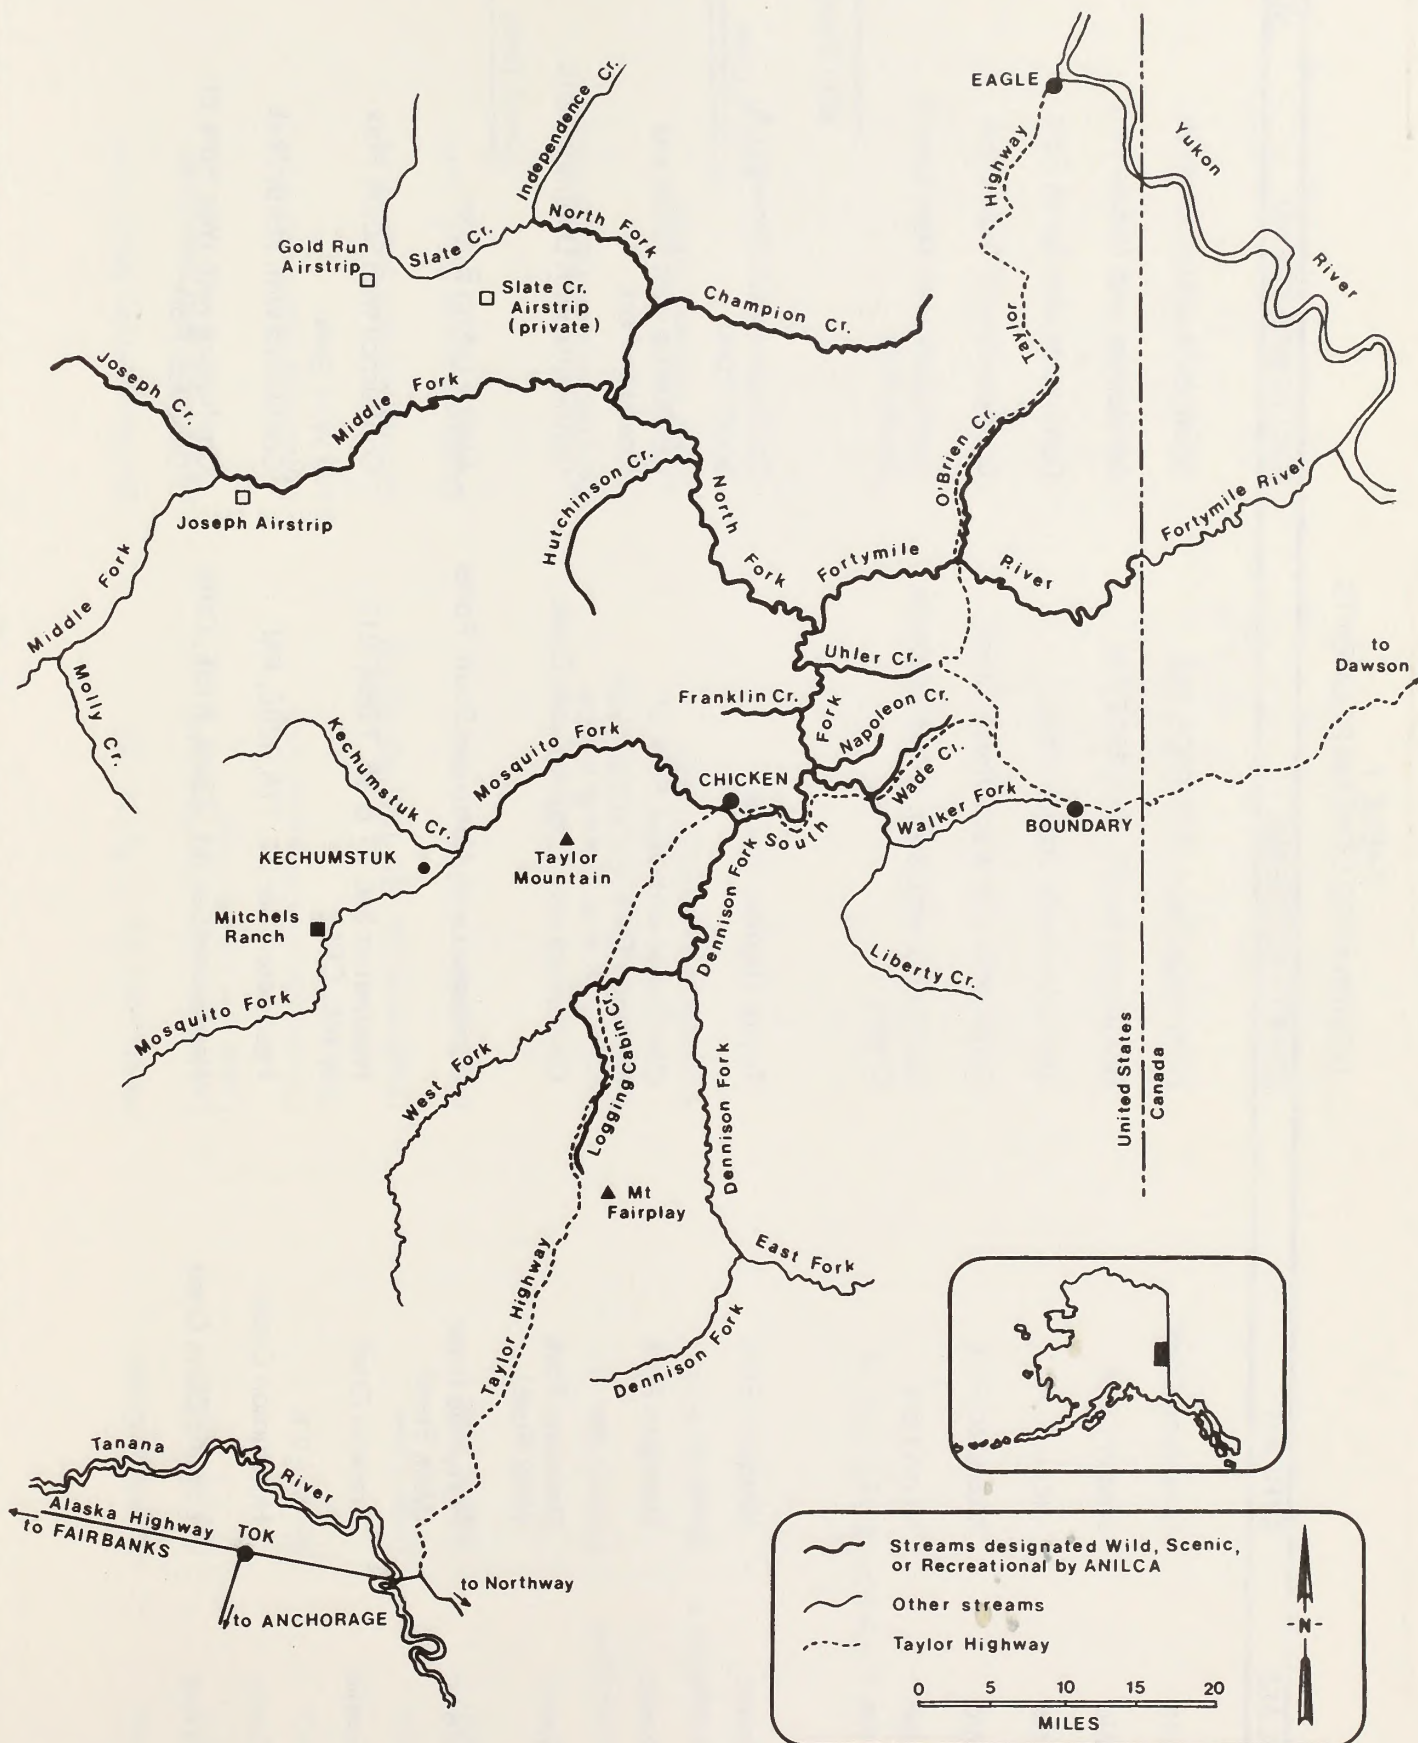 EAGLE
Yukon
River
Highway
Taylor
Independence Cr.
North Fork
Slate Cr.
Gold Run
Airstrip
Slate Cr.
Airstrip
(private)
Champion Cr.
Joseph Cr.
Middle Fork
Joseph Airstrip
Hutchinson Cr.
North Fork
O'Brien Cr.
Fortymile River
Fortymile River
Middle Fork
Molly Cr.
to
Dawson
Uhler Cr.
Franklin Cr.
Fork
Napoleon Cr.
Wade Cr.
Walker Fork
BOUNDARY
Kechumstuk Cr.
Mosquito Fork
CHICKEN
South
KECHUMSTUK
Taylor
Mountain
Mitchels
Ranch
Mosquito Fork
Dennison Fork
Liberty Cr.
West Fork
Logging Cabin Cr.
Dennison Fork
United States
Canada
Mt
Fairplay
East Fork
Dennison Fork
Taylor Highway
Tanana
River
Alaska Highway
TOK
to FAIRBANKS
to ANCHORAGE
to Northway
Streams designated Wild, Scenic,
or Recreational by ANILCA
Other streams
Taylor Highway
-N-
0 5 10 15 20
MILES